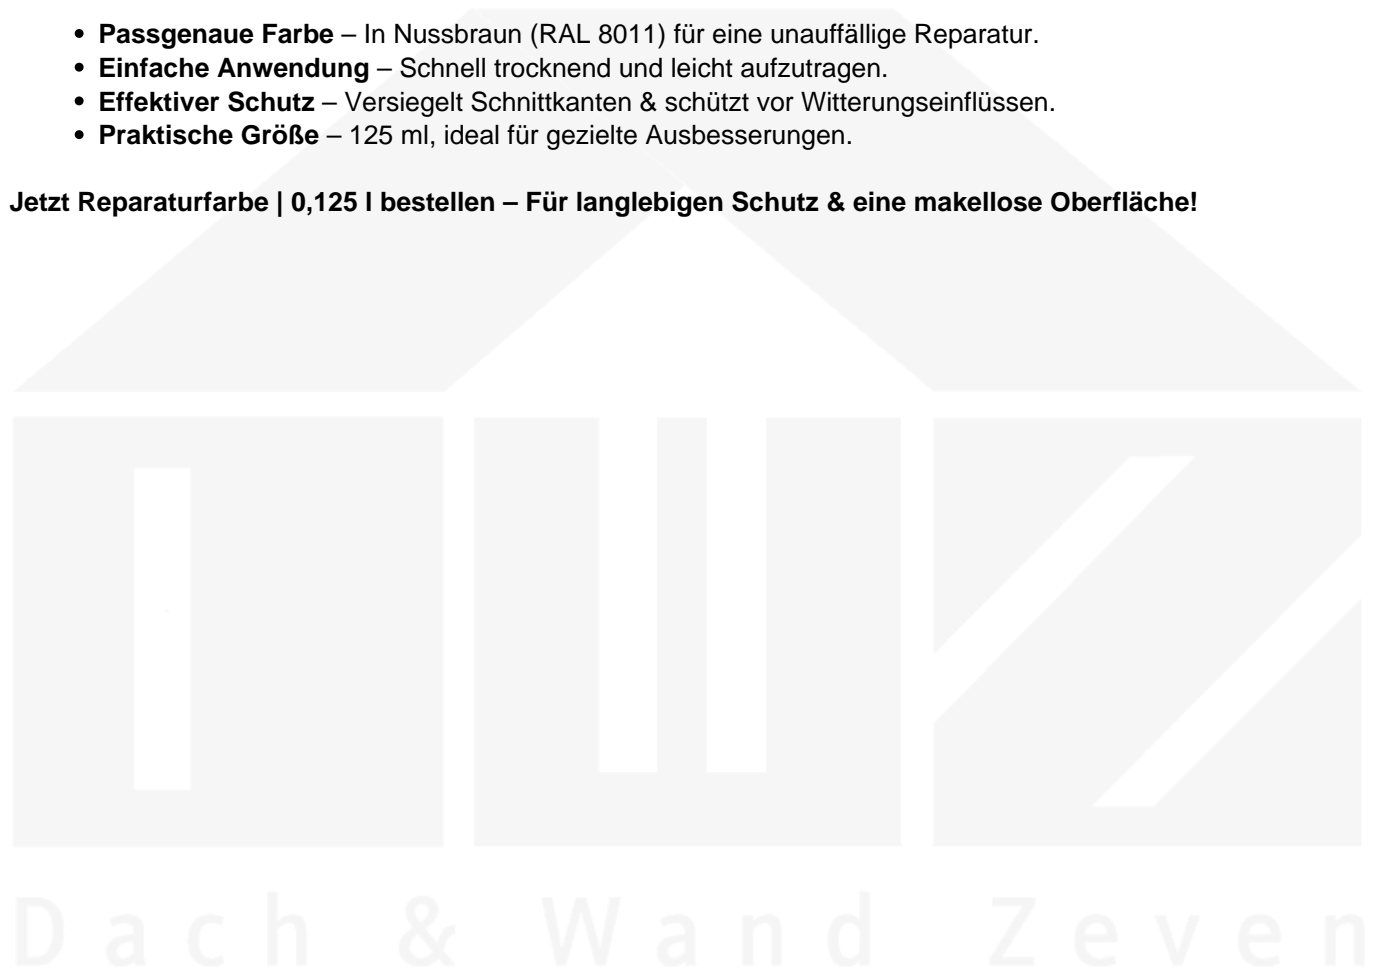 • Passgenaue Farbe – In Nussbraun (RAL 8011) für eine unauffällige Reparatur.
• Einfache Anwendung – Schnell trocknend und leicht aufzutragen.
• Effektiver Schutz – Versiegelt Schnittkanten & schützt vor Witterungseinflüssen.
• Praktische Größe – 125 ml, ideal für gezielte Ausbesserungen.
Jetzt Reparaturfarbe | 0,125 l bestellen – Für langlebigen Schutz & eine makellose Oberfläche!
Dach & Wand Zeven